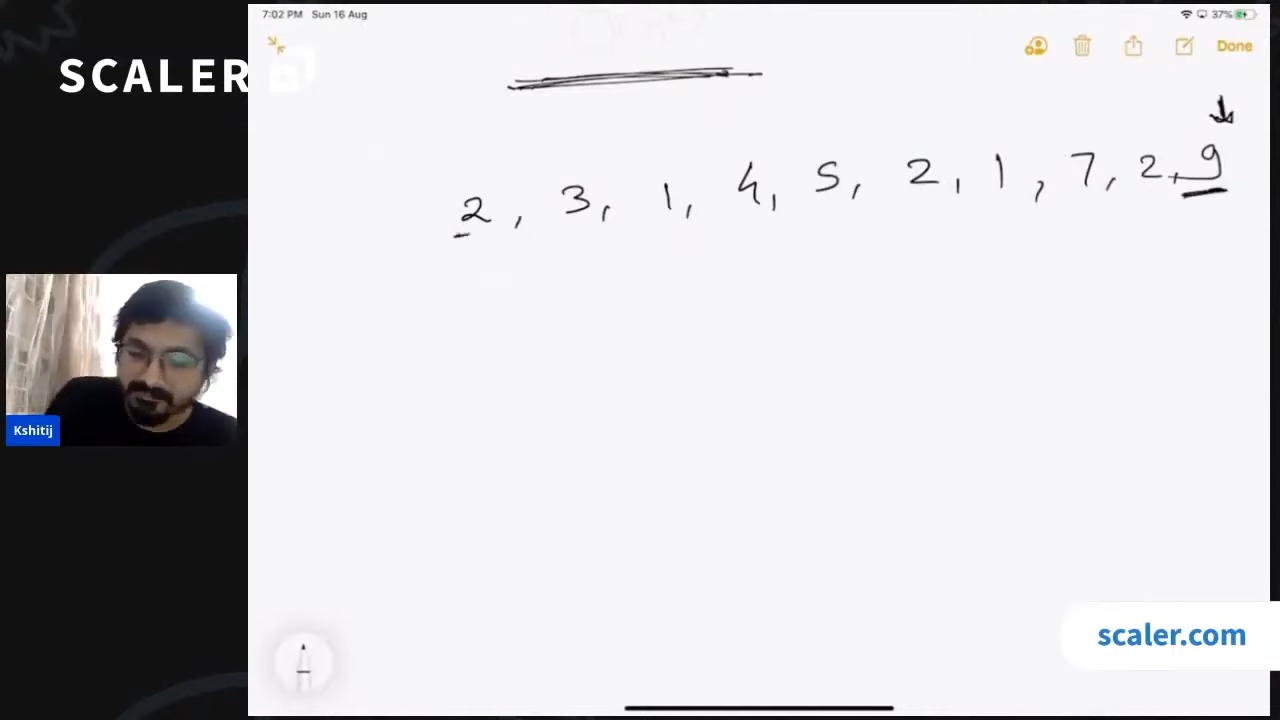 7:02 PM Sun 16 Aug
37%
Done
SCALER
2, 3, 1, 4, 5, 2, 1, 7, 2, 9
Kshitij
scaler.com